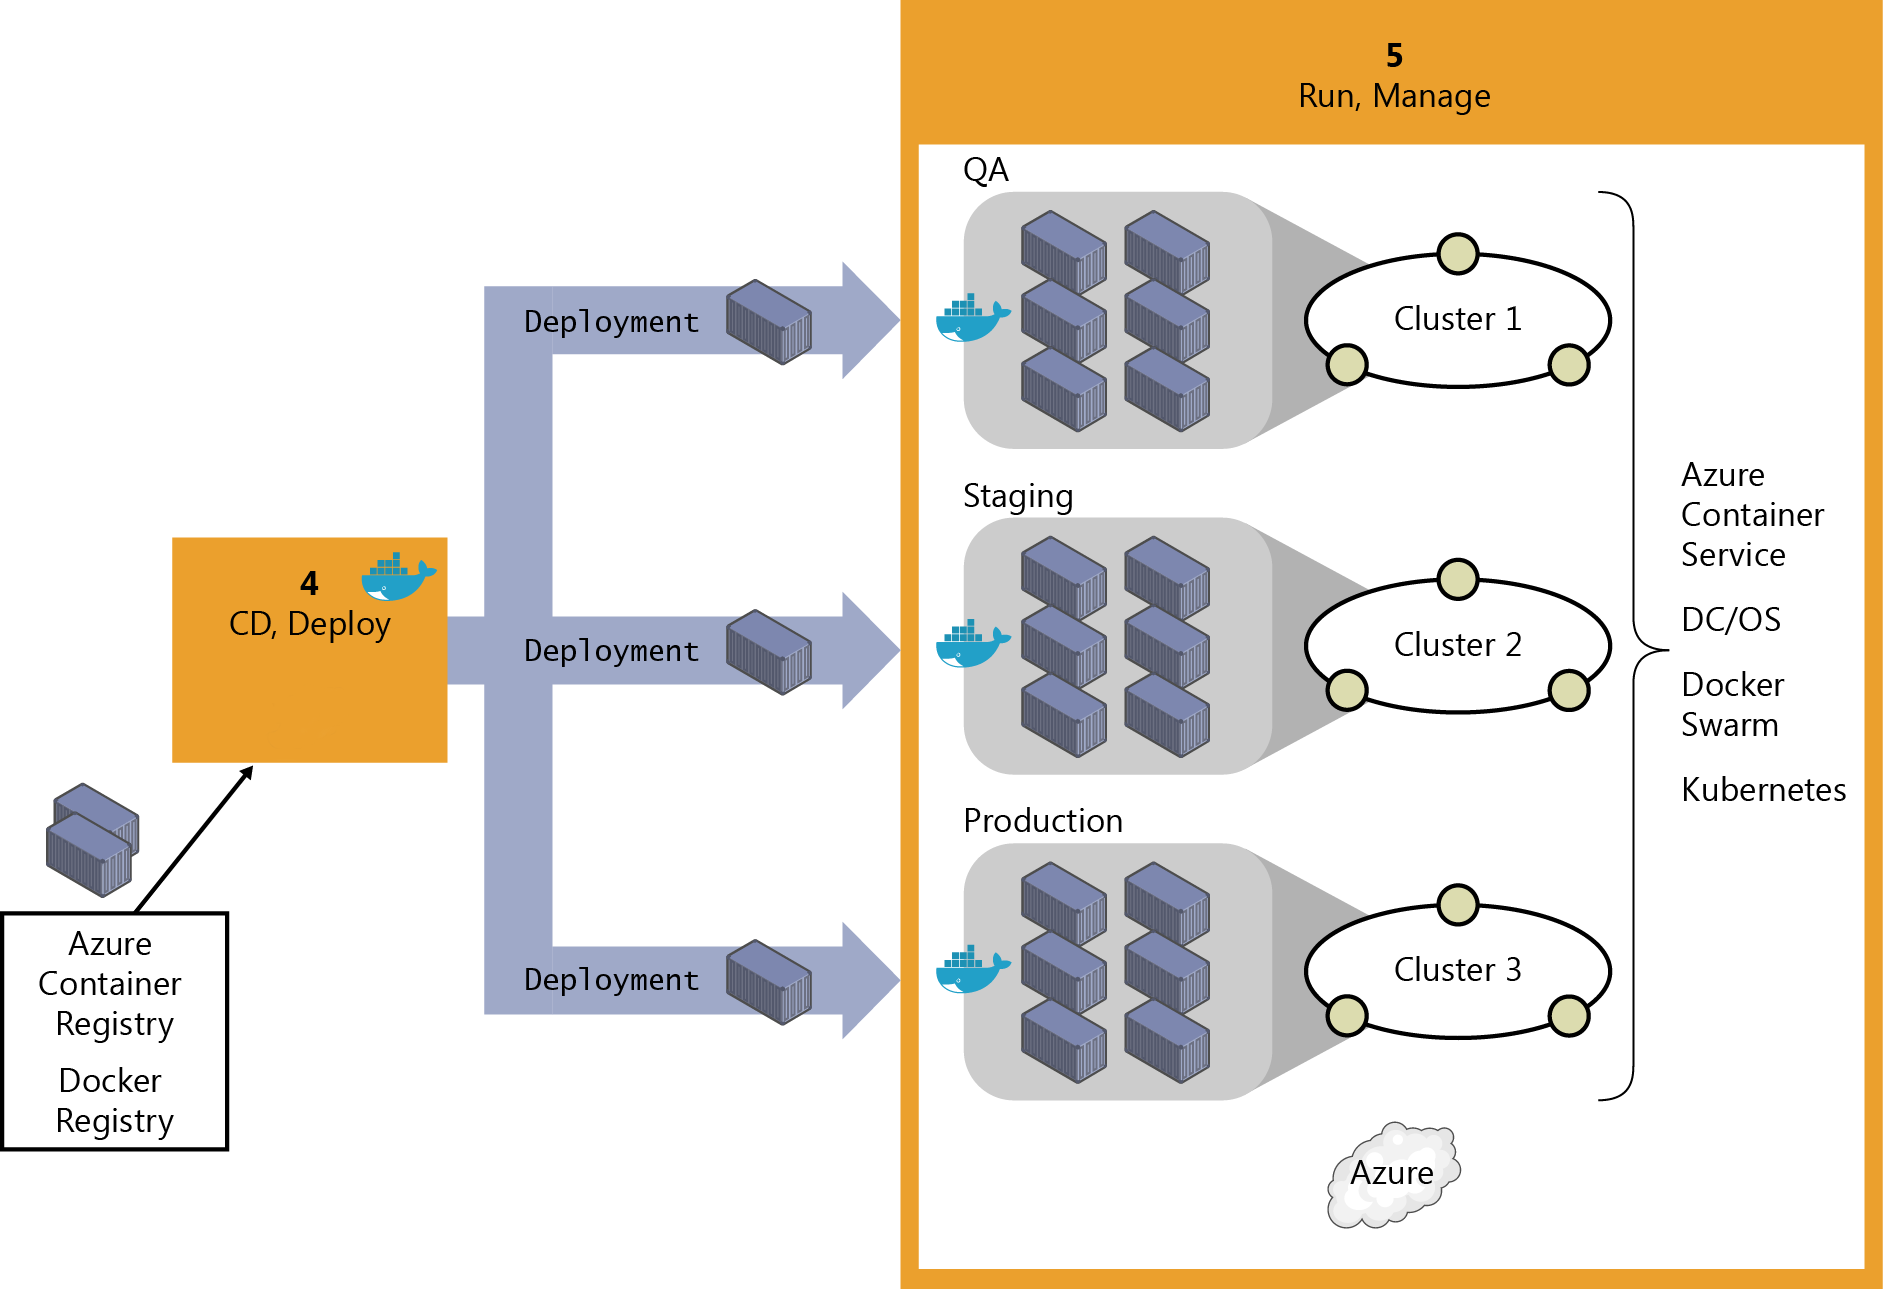 5
Run, Manage
QA
Deployment
Cluster 1
Azure
Container
Service
DC/OS
Docker
Swarm
Kubernetes
Staging
4
CD, Deploy
Deployment
Cluster 2
Production
Azure
Container
Registry
Docker
Registry
Deployment
Cluster 3
Azure